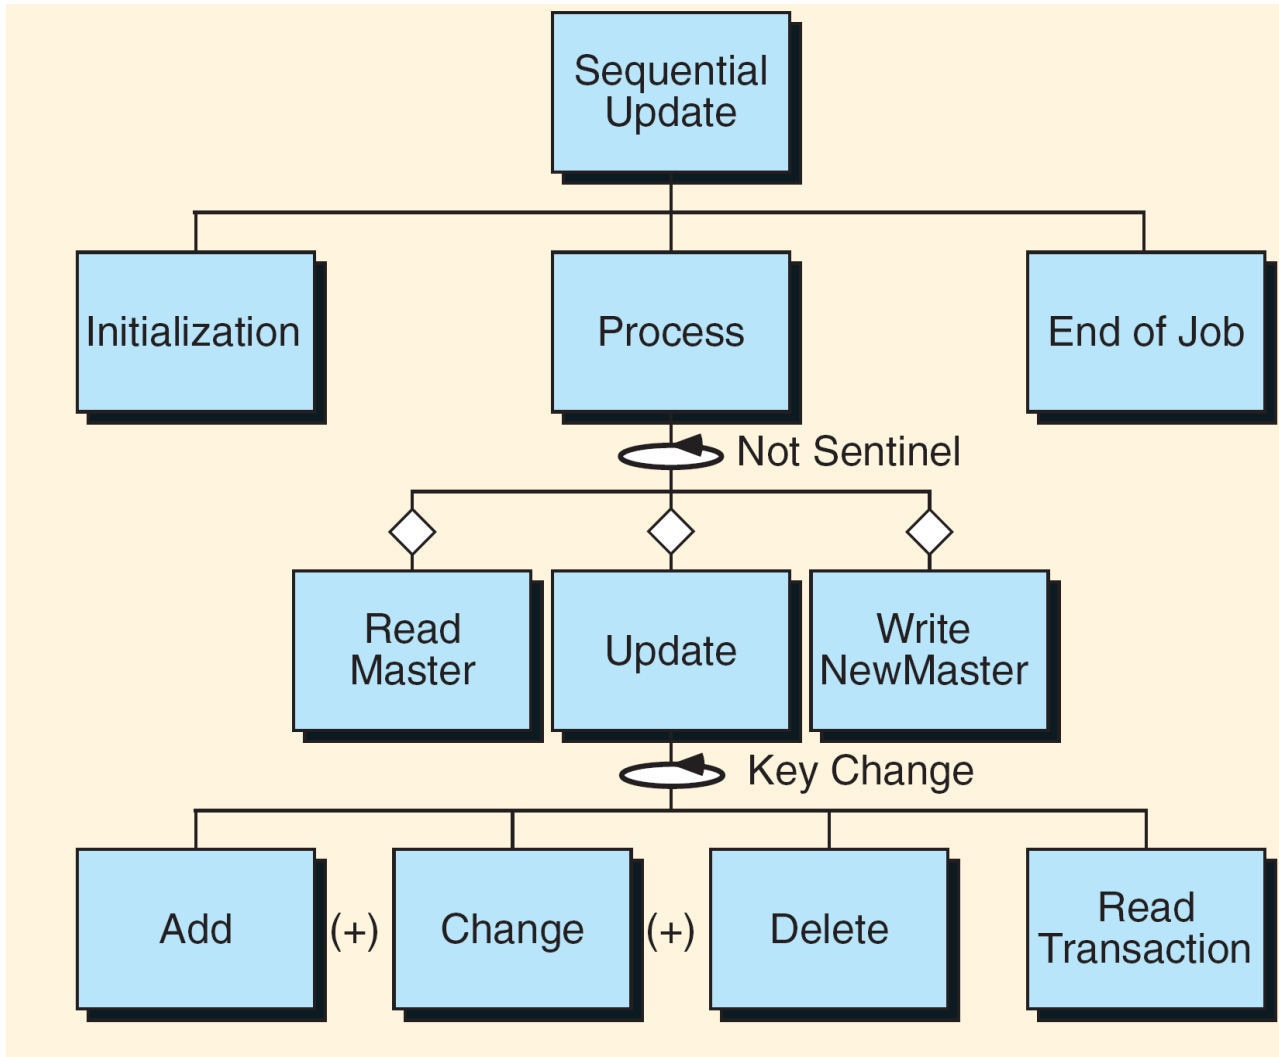 Sequential
Update
Initialization
Process
End of Job
Not Sentinel
Read
Master
Update
Write
NewMaster
Key Change
Add
(+)
Change
(+)
Delete
Read
Transaction